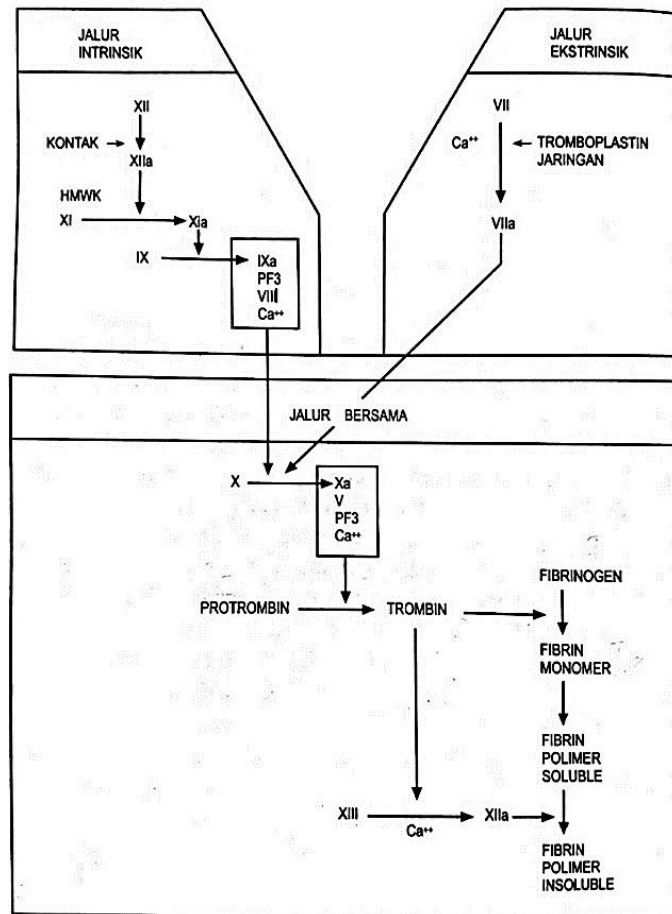 JALUR
INTRINSIK
XII
KONTAK
XIIa
HMWK
XI
Xia
IX
IXa
PF3
VIII
Ca⁺⁺
JALUR
EKSTRINSIK
VII
Ca⁺⁺
TROMBOPLASTIN
JARINGAN
VIIa
JALUR BERSAMA
X
Xa
V
PF3
Ca⁺⁺
PROTROMBIN
TROMBIN
FIBRINOGEN
FIBRIN
MONOMER
FIBRIN
POLIMER
SOLUBLE
XIII
Ca⁺⁺
XIIa
FIBRIN
POLIMER
INSOLUBLE